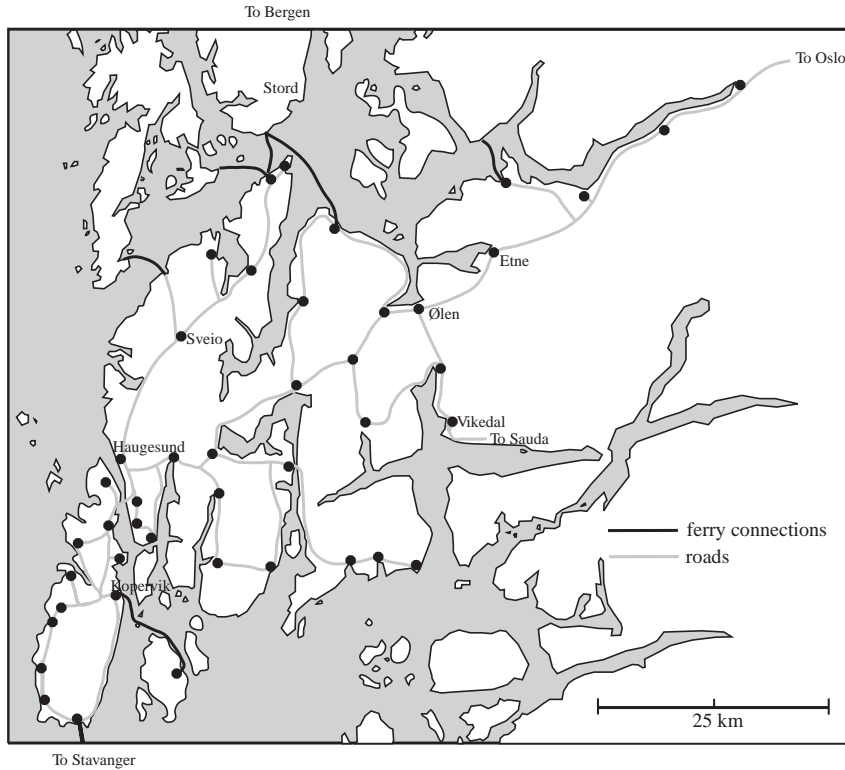 To Bergen
To Oslo
Stord
Etne
Ølen
Sveio
Vikedal
To Sauda
Haugesund
ferry connections
roads
Kopervik
25 km
To Stavanger